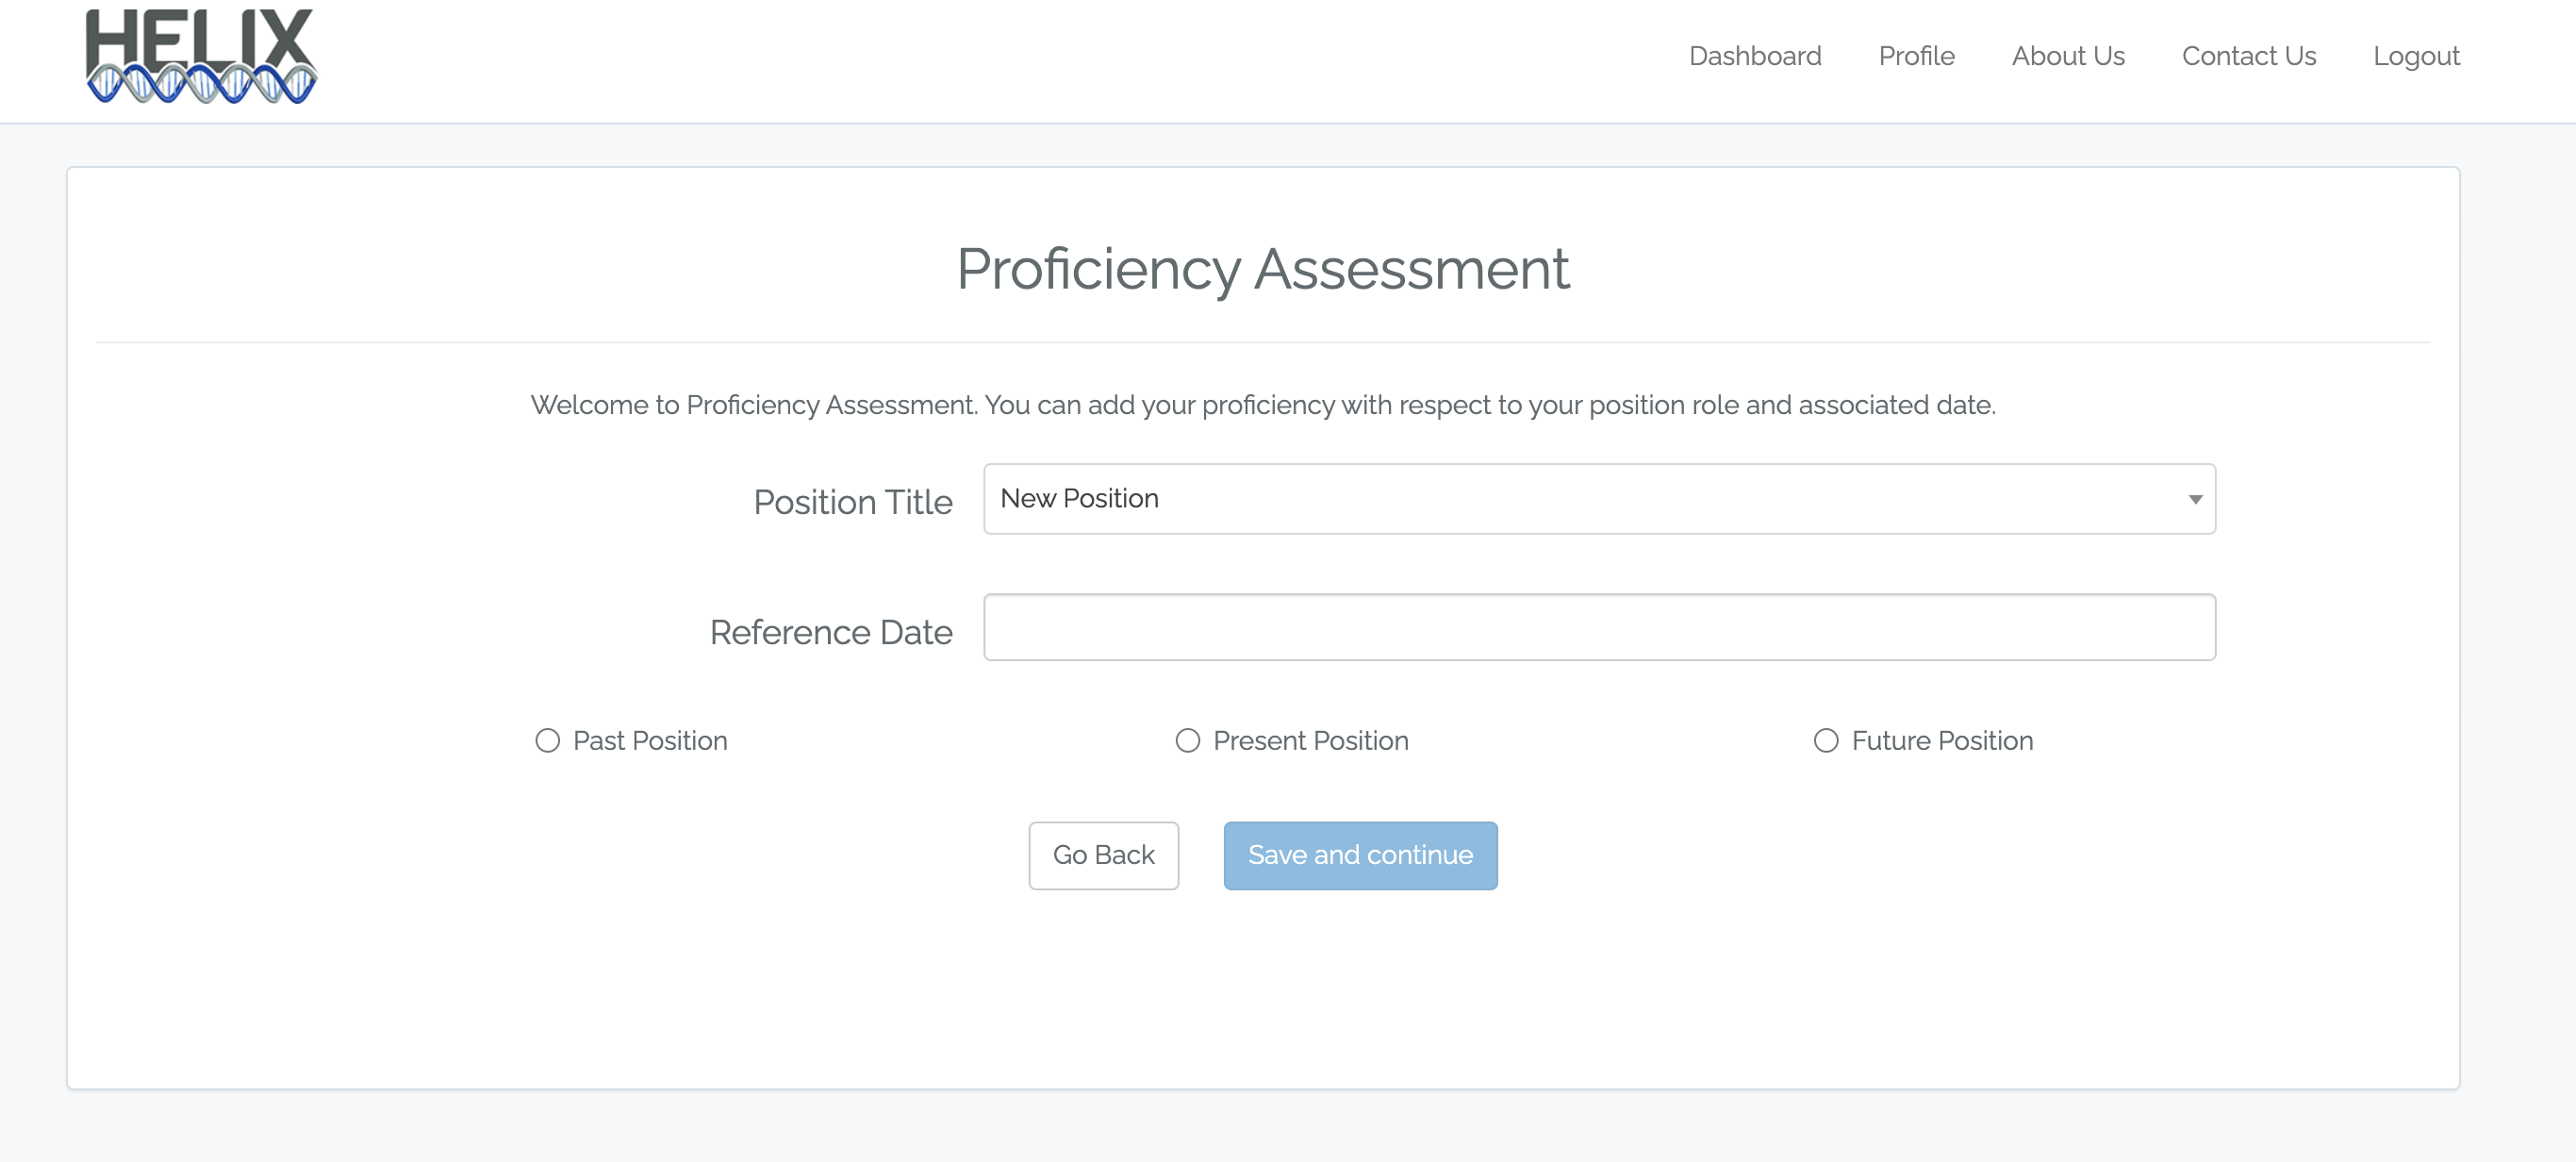 HELIX
Dashboard Profile About Us Contact Us Logout
Proficiency Assessment
Welcome to Proficiency Assessment. You can add your proficiency with respect to your position role and associated date.
Position Title New Position
Reference Date
Past Position Present Position Future Position
Go Back Save and continue